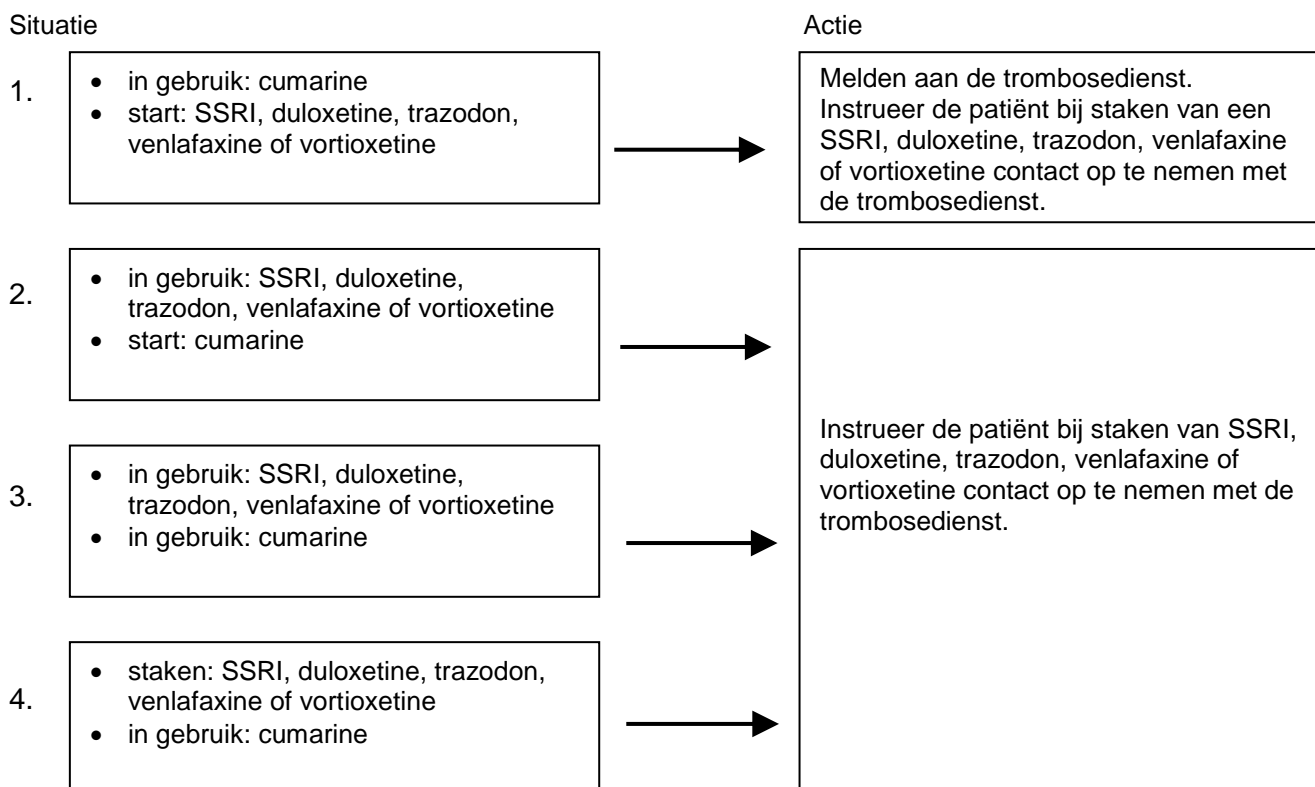 Situatie
Actie
1.
• in gebruik: cumarine
• start: SSRI, duloxetine, trazodon,
venlafaxine of vortioxetine
Melden aan de trombosedienst.
Instrueer de patiënt bij staken van een
SSRI, duloxetine, trazodon, venlafaxine
of vortioxetine contact op te nemen met
de trombosedienst.
2.
• in gebruik: SSRI, duloxetine,
trazodon, venlafaxine of vortioxetine
• start: cumarine
3.
• in gebruik: SSRI, duloxetine,
trazodon, venlafaxine of vortioxetine
• in gebruik: cumarine
4.
• staken: SSRI, duloxetine, trazodon,
venlafaxine of vortioxetine
• in gebruik: cumarine
Instrueer de patiënt bij staken van SSRI,
duloxetine, trazodon, venlafaxine of
vortioxetine contact op te nemen met de
trombosedienst.